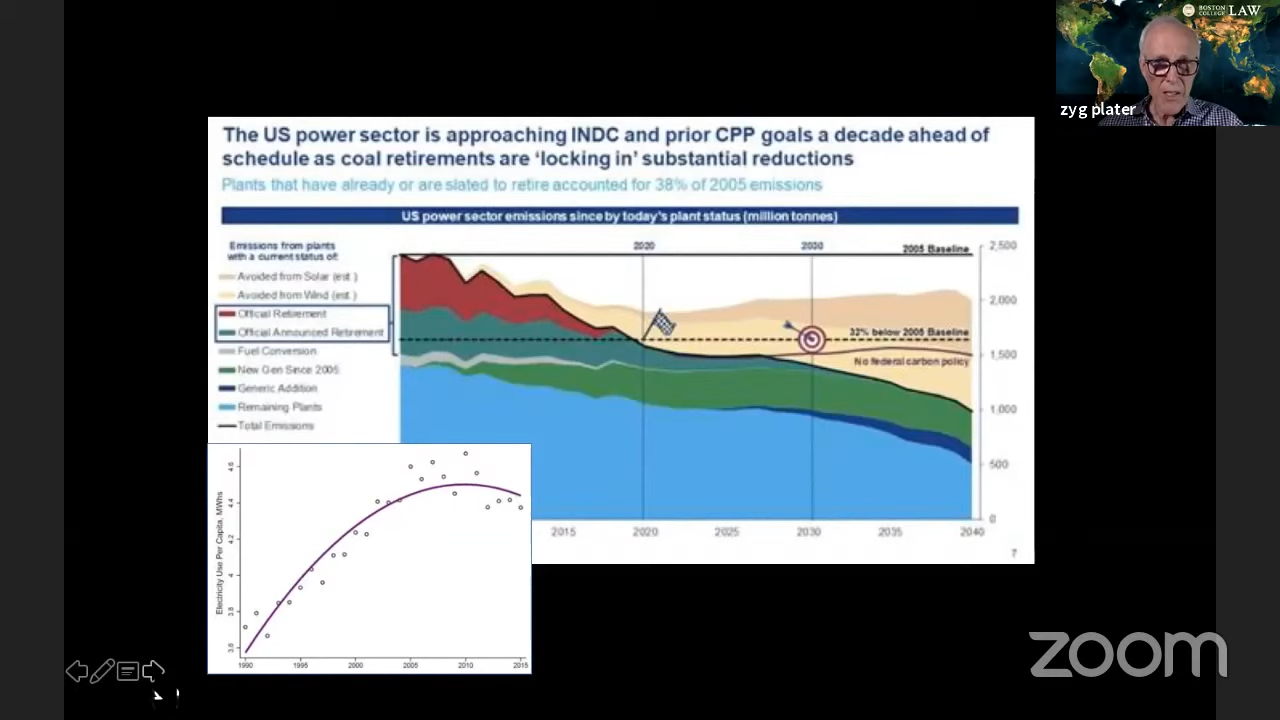 BOSTON COLLEGE LAW
zyg plater
The US power sector is approaching INDC and prior CPP goals a decade ahead of
schedule as coal retirements are ‘locking in’ substantial reductions
Plants that have already or are slated to retire accounted for 38% of 2005 emissions
US power sector emissions since by today's plant status (million tonnes)
Emissions from plants
with a current status of:
Avoided from Solar (est.)
Avoided from Wind (est.)
Official Retirement
Official Announced Retirement
Fuel Conversion
New Gen Since 2005
Generic Addition
Remaining Plants
Total Emissions
2020
2030
2005 Baseline
32% below 2005 Baseline
No federal carbon policy
2,500
2,000
1,500
1,000
500
0
2015
2020
2025
2030
2035
2040
7
Electricity Use Per Capita, MWhs
4.6
4.4
4.2
4
3.8
3.6
1990
1995
2000
2005
2010
2015
zoom